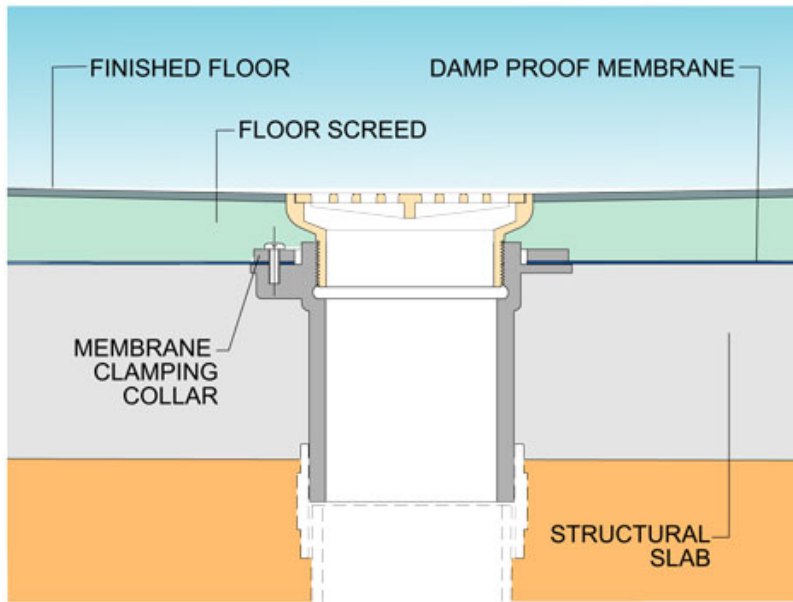 FINISHED FLOOR
DAMP PROOF MEMBRANE
FLOOR SCREED
MEMBRANE
CLAMPING
COLLAR
STRUCTURAL
SLAB